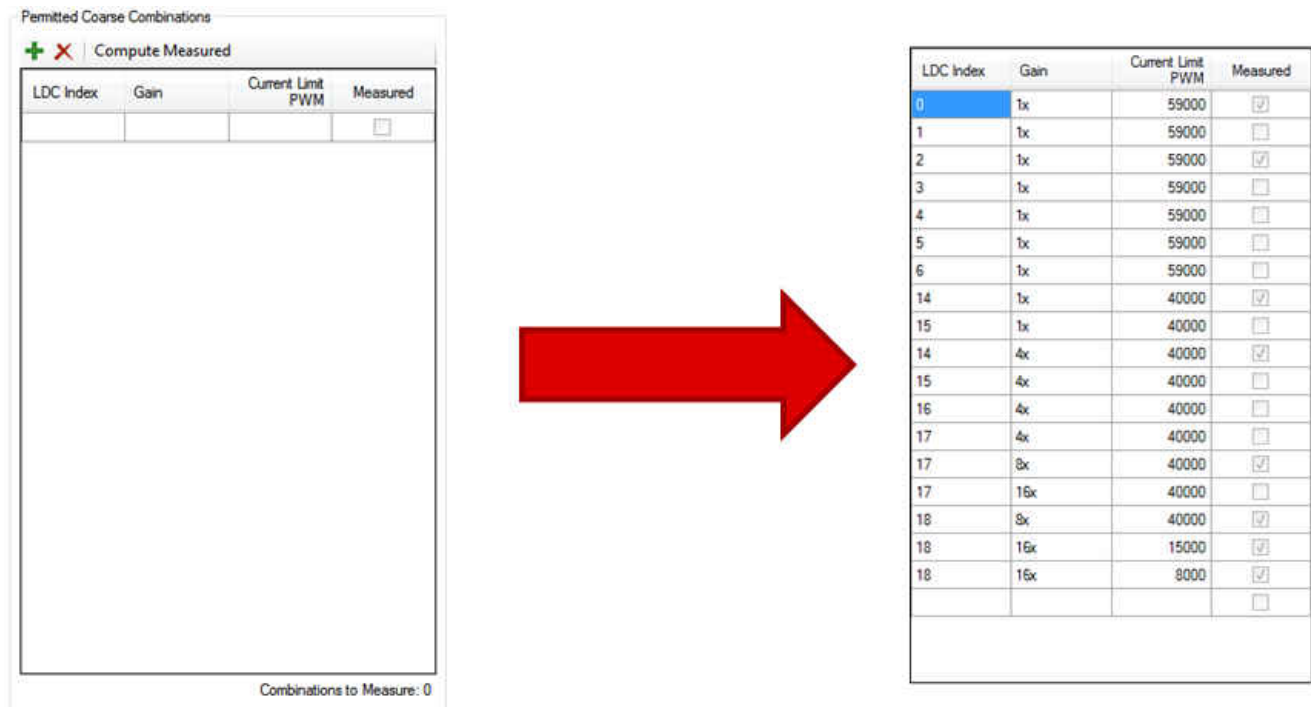 Permitted Coarse Combinations
Compute Measured
LDC Index Gain Current Limit PWM Measured
Combinations to Measure: 0
LDC Index Gain Current Limit PWM Measured
0 1x 59000
1 1x 59000
2 1x 59000
3 1x 59000
4 1x 59000
5 1x 59000
6 1x 59000
14 1x 40000
15 1x 40000
14 4x 40000
15 4x 40000
16 4x 40000
17 4x 40000
17 8x 40000
17 16x 40000
18 8x 40000
18 16x 15000
18 16x 8000